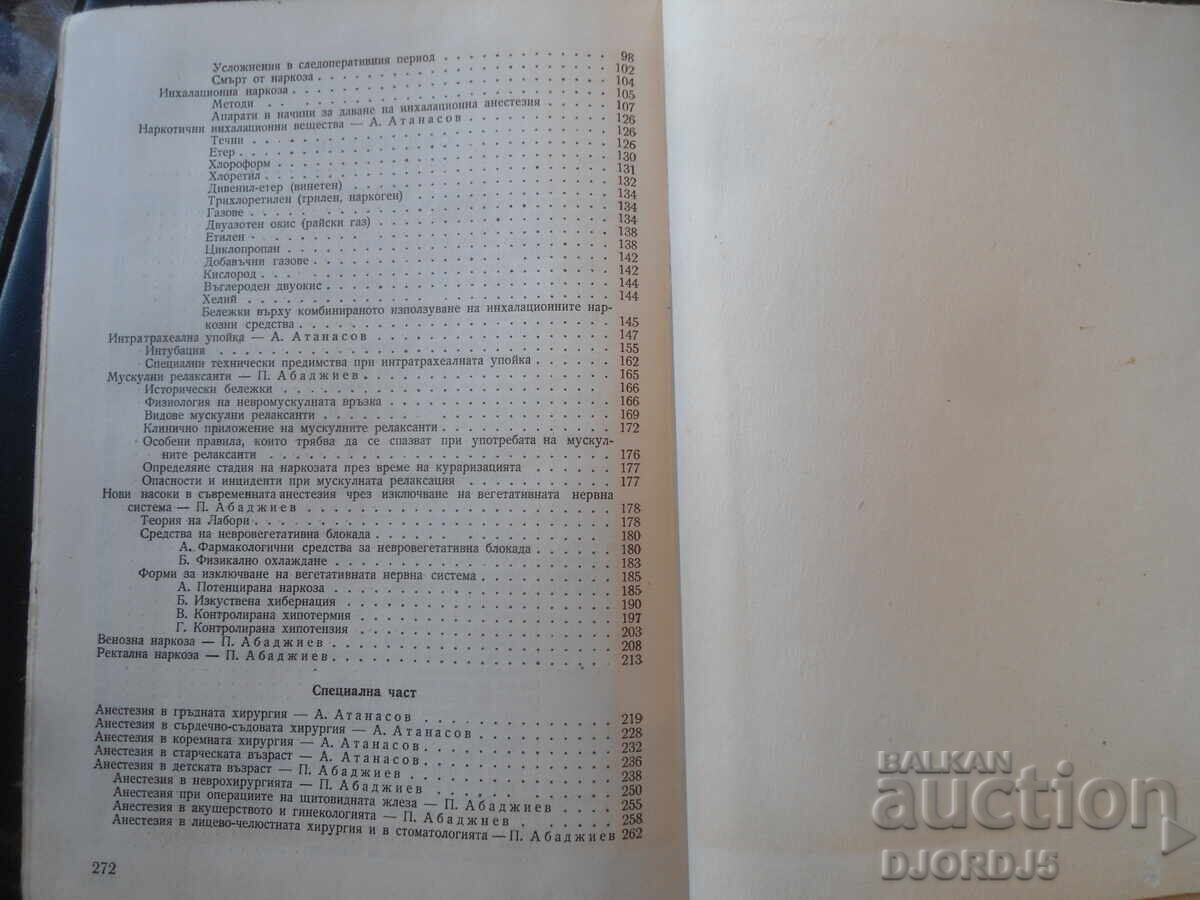 Усложнения в следоперативния период . . . . . . . . . . 98
Смърт от наркоза . . . . . . . . . . 102
Инхалационна наркоза . . . . . . . . . . 104
Методи . . . . . . . . . . 105
Апарати и начини за даване на инхалационна анестезия . . . . . 107
Наркотични инхалационни вещества — А. Атанасов . . . . . . . . . . 126
Течни . . . . . . . . . . 126
Етер . . . . . . . . . . 126
Хлороформ . . . . . . . . . . 130
Хлоретил . . . . . . . . . . 131
Дивенил-етер (винетен) . . . . . . . . . . 132
Трихлоретилен (трилен, наркоген) . . . . . . . . . . 134
Газове . . . . . . . . . . 134
Двуазотен окис (райски газ) . . . . . . . . . . 134
Етилен . . . . . . . . . . 138
Циклопропан . . . . . . . . . . 138
Добавъчни газове . . . . . . . . . . 142
Кислород . . . . . . . . . . 142
Въглероден двуокис . . . . . . . . . . 144
Хелий . . . . . . . . . . 144
Бележки върху комбинираното използуване на инхалационните нар-
козни средства . . . . . . . . . . 145
Интратрахеална упойка — А. Атанасов . . . . . . . . . . 147
Интубация . . . . . . . . . . 155
Специални технически предимства при интратрахеалната упойка . . . . . 162
Мускулни релаксанти — П. Абаджиев . . . . . . . . . . 165
Исторически бележки . . . . . . . . . . 166
Физиология на невромускулната връзка . . . . . . . . . . 166
Видове мускулни релаксанти . . . . . . . . . . 169
Клинично приложение на мускулните релаксанти . . . . . . . . . . 172
Особени правила, които трябва да се спазват при употребата на мускул-
ните релаксанти . . . . . . . . . . 176
Определяне стадия на наркозата през време на кураризацията . . . . . 177
Опасности и инциденти при мускулната релаксация . . . . . . . . . . 177
Нови насоки в съвременната анестезия чрез изключване на вегетативната нервна
система — П. Абаджиев . . . . . . . . . . 178
Теория на Лабори . . . . . . . . . . 178
Средства на невровегетативна блокада . . . . . . . . . . 180
А. Фармакологични средства за невровегетативна блокада . . . . . 180
Б. Физикално охлаждане . . . . . . . . . . 183
Форми за изключване на вегетативната нервна система . . . . . . . . . . 185
А. Потенцирана наркоза . . . . . . . . . . 185
Б. Изкуствена хибернация . . . . . . . . . . 190
В. Контролирана хипотермия . . . . . . . . . . 197
Г. Контролирана хипотензия . . . . . . . . . . 203
Венозна наркоза — П. Абаджиев . . . . . . . . . . 208
Ректална наркоза — П. Абаджиев . . . . . . . . . . 213
Специална част
Анестезия в гръдната хирургия — А. Атанасов . . . . . . . . . . 219
Анестезия в сърдечно-съдовата хирургия — А. Атанасов . . . . . . . . . . 228
Анестезия в коремната хирургия — А. Атанасов . . . . . . . . . . 232
Анестезия в старческата възраст — А. Атанасов . . . . . . . . . . 236
Анестезия в детската възраст — П. Абаджиев . . . . . . . . . . 238
Анестезия в неврохирургията — П. Абаджиев . . . . . . . . . . 250
Анестезия при операциите на щитовидната жлеза — П. Абаджиев . . . . . 255
Анестезия в акушерството и гинекологията — П. Абаджиев . . . . . 258
Анестезия в лицево-челюстната хирургия и в стоматологията — П. Абаджиев 262
272
BALKAN
auction
DJORDJ5